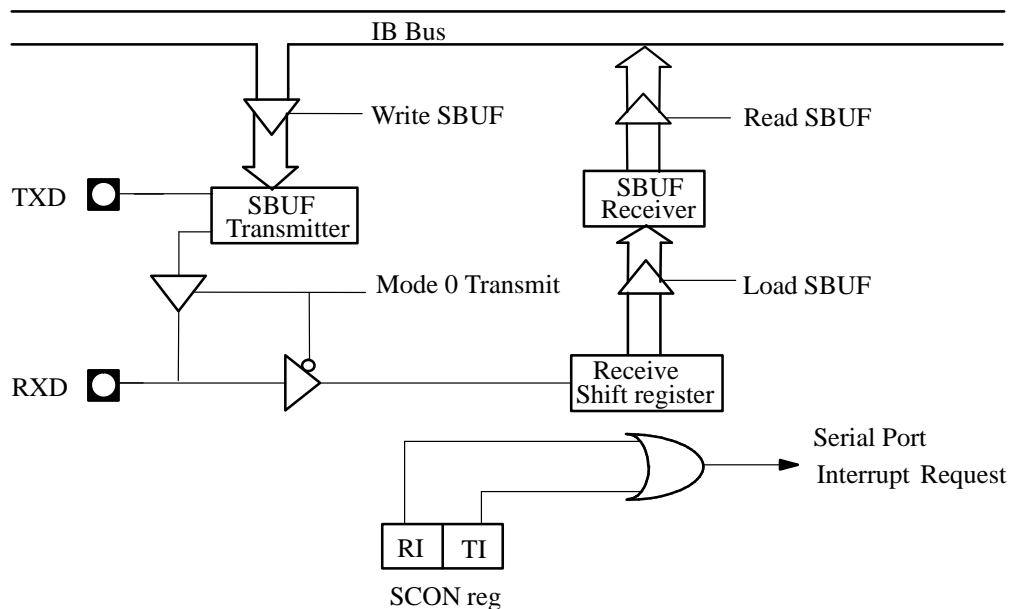 IB Bus
Write SBUF
Read SBUF
TXD
SBUF
Transmitter
SBUF
Receiver
Mode 0 Transmit
Load SBUF
RXD
Receive
Shift register
Serial Port
Interrupt Request
RI
TI
SCON reg